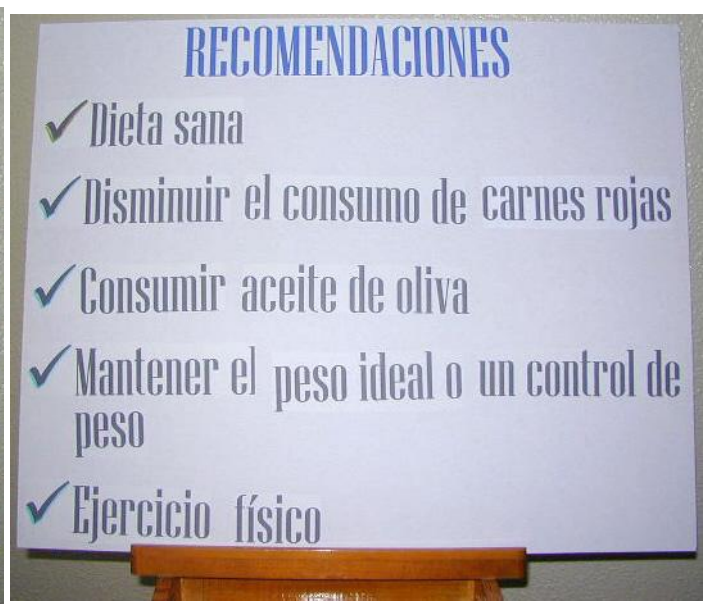 RECOMENDACIONES
Dieta sana
Disminuir el consumo de carnes rojas
Consumir aceite de oliva
Mantener el peso ideal o un control de
peso
Ejercicio físico